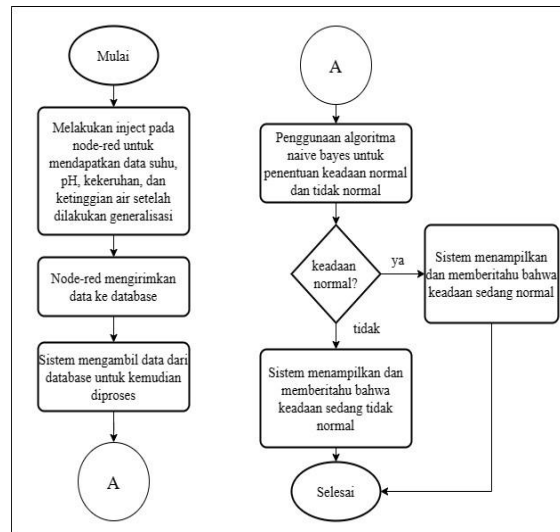 Mulai
Melakukan inject pada
node-red untuk
mendapatkan data suhu,
pH, kekeruhan, dan
ketinggian air setelah
dilakukan generalisasi
Node-red mengirimkan
data ke database
Sistem mengambil data dari
database untuk kemudian
diproses
A
A
Penggunaan algoritma
naive bayes untuk
penentuan keadaan normal
dan tidak normal
keadaan
normal?
ya
Sistem menampilkan
dan memberitahu bahwa
keadaan sedang normal
tidak
Sistem menampilkan dan
memberitahu bahwa
keadaan sedang tidak
normal
Selesai